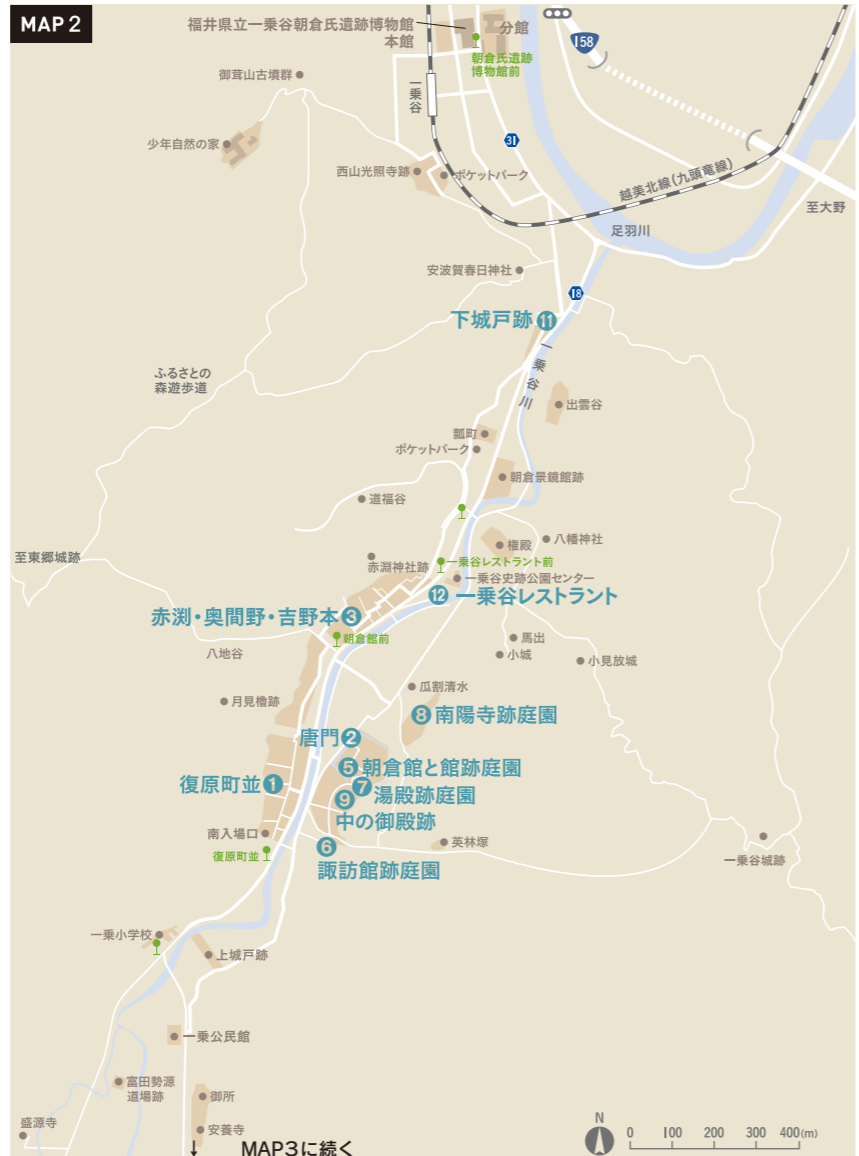 MAP 2
福井県立一乗谷朝倉氏遺跡博物館
本館
分館
朝倉氏遺跡
博物館前
158
御茸山古墳群
一乗谷
少年自然の家
31
西山光照寺跡
ポケットパーク
越美北線(九頭竜線)
至大野
足羽川
安波賀春日神社
18
下城戸跡 11
一乗谷川
ふるさとの
森遊歩道
出雲谷
瓢町
ポケットパーク
朝倉景鏡館跡
道福谷
権殿
八幡神社
至東郷城跡
赤淵神社跡
一乗谷レストラント前
一乗谷史跡公園センター
12 一乗谷レストラント
赤渕・奥間野・吉野本 3
朝倉館前
馬出
八地谷
小城
小見放城
瓜割清水
月見櫓跡
8 南陽寺跡庭園
唐門 2
5 朝倉館と館跡庭園
復原町並 1
7 湯殿跡庭園
9
中の御殿跡
南入場口
復原町並
6
諏訪館跡庭園
英林塚
一乗谷城跡
一乗小学校
上城戸跡
一乗公民館
富田勢源
道場跡
御所
盛源寺
安養寺
↓ MAP3に続く
N
0 100 200 300 400(m)